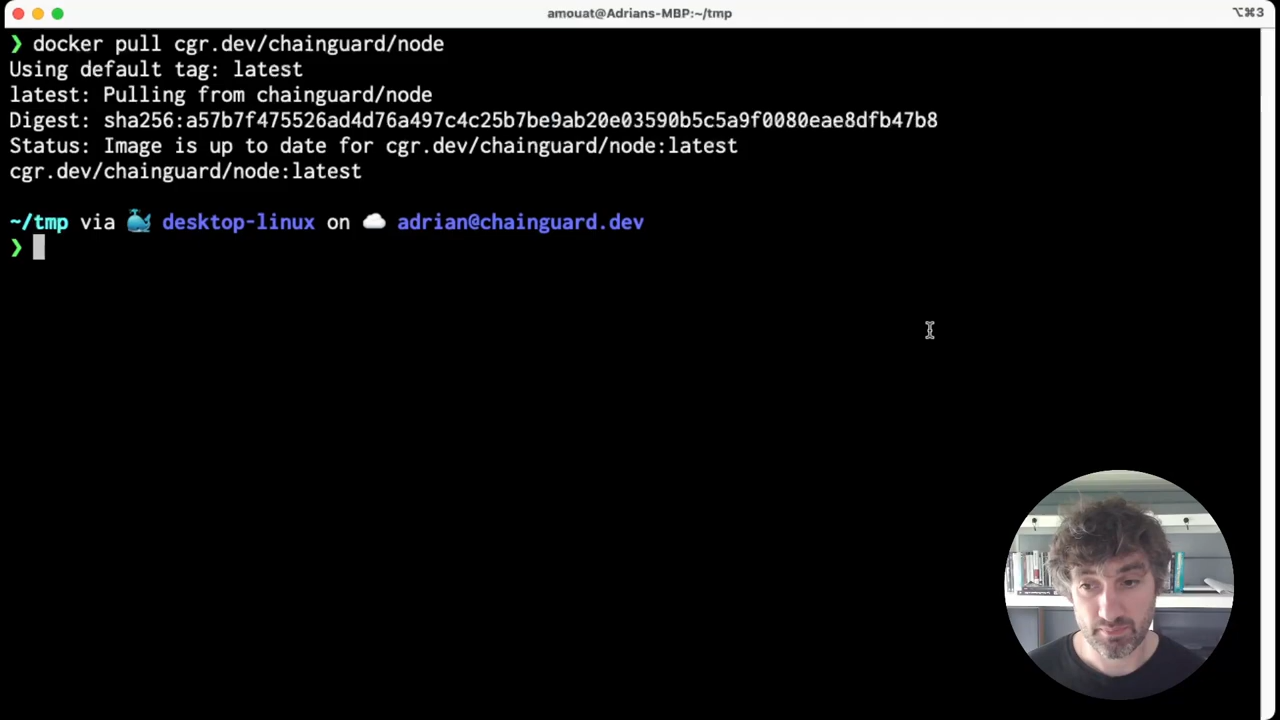 amouat@Adrians-MBP:~/tmp
⌥⌘3
❯ docker pull cgr.dev/chainguard/node
Using default tag: latest
latest: Pulling from chainguard/node
Digest: sha256:a57b7f475526ad4d76a497c4c25b7be9ab20e03590b5c5a9f0080eae8dfb47b8
Status: Image is up to date for cgr.dev/chainguard/node:latest
cgr.dev/chainguard/node:latest
~/tmp via 🐳 desktop-linux on ☁️ adrian@chainguard.dev
❯